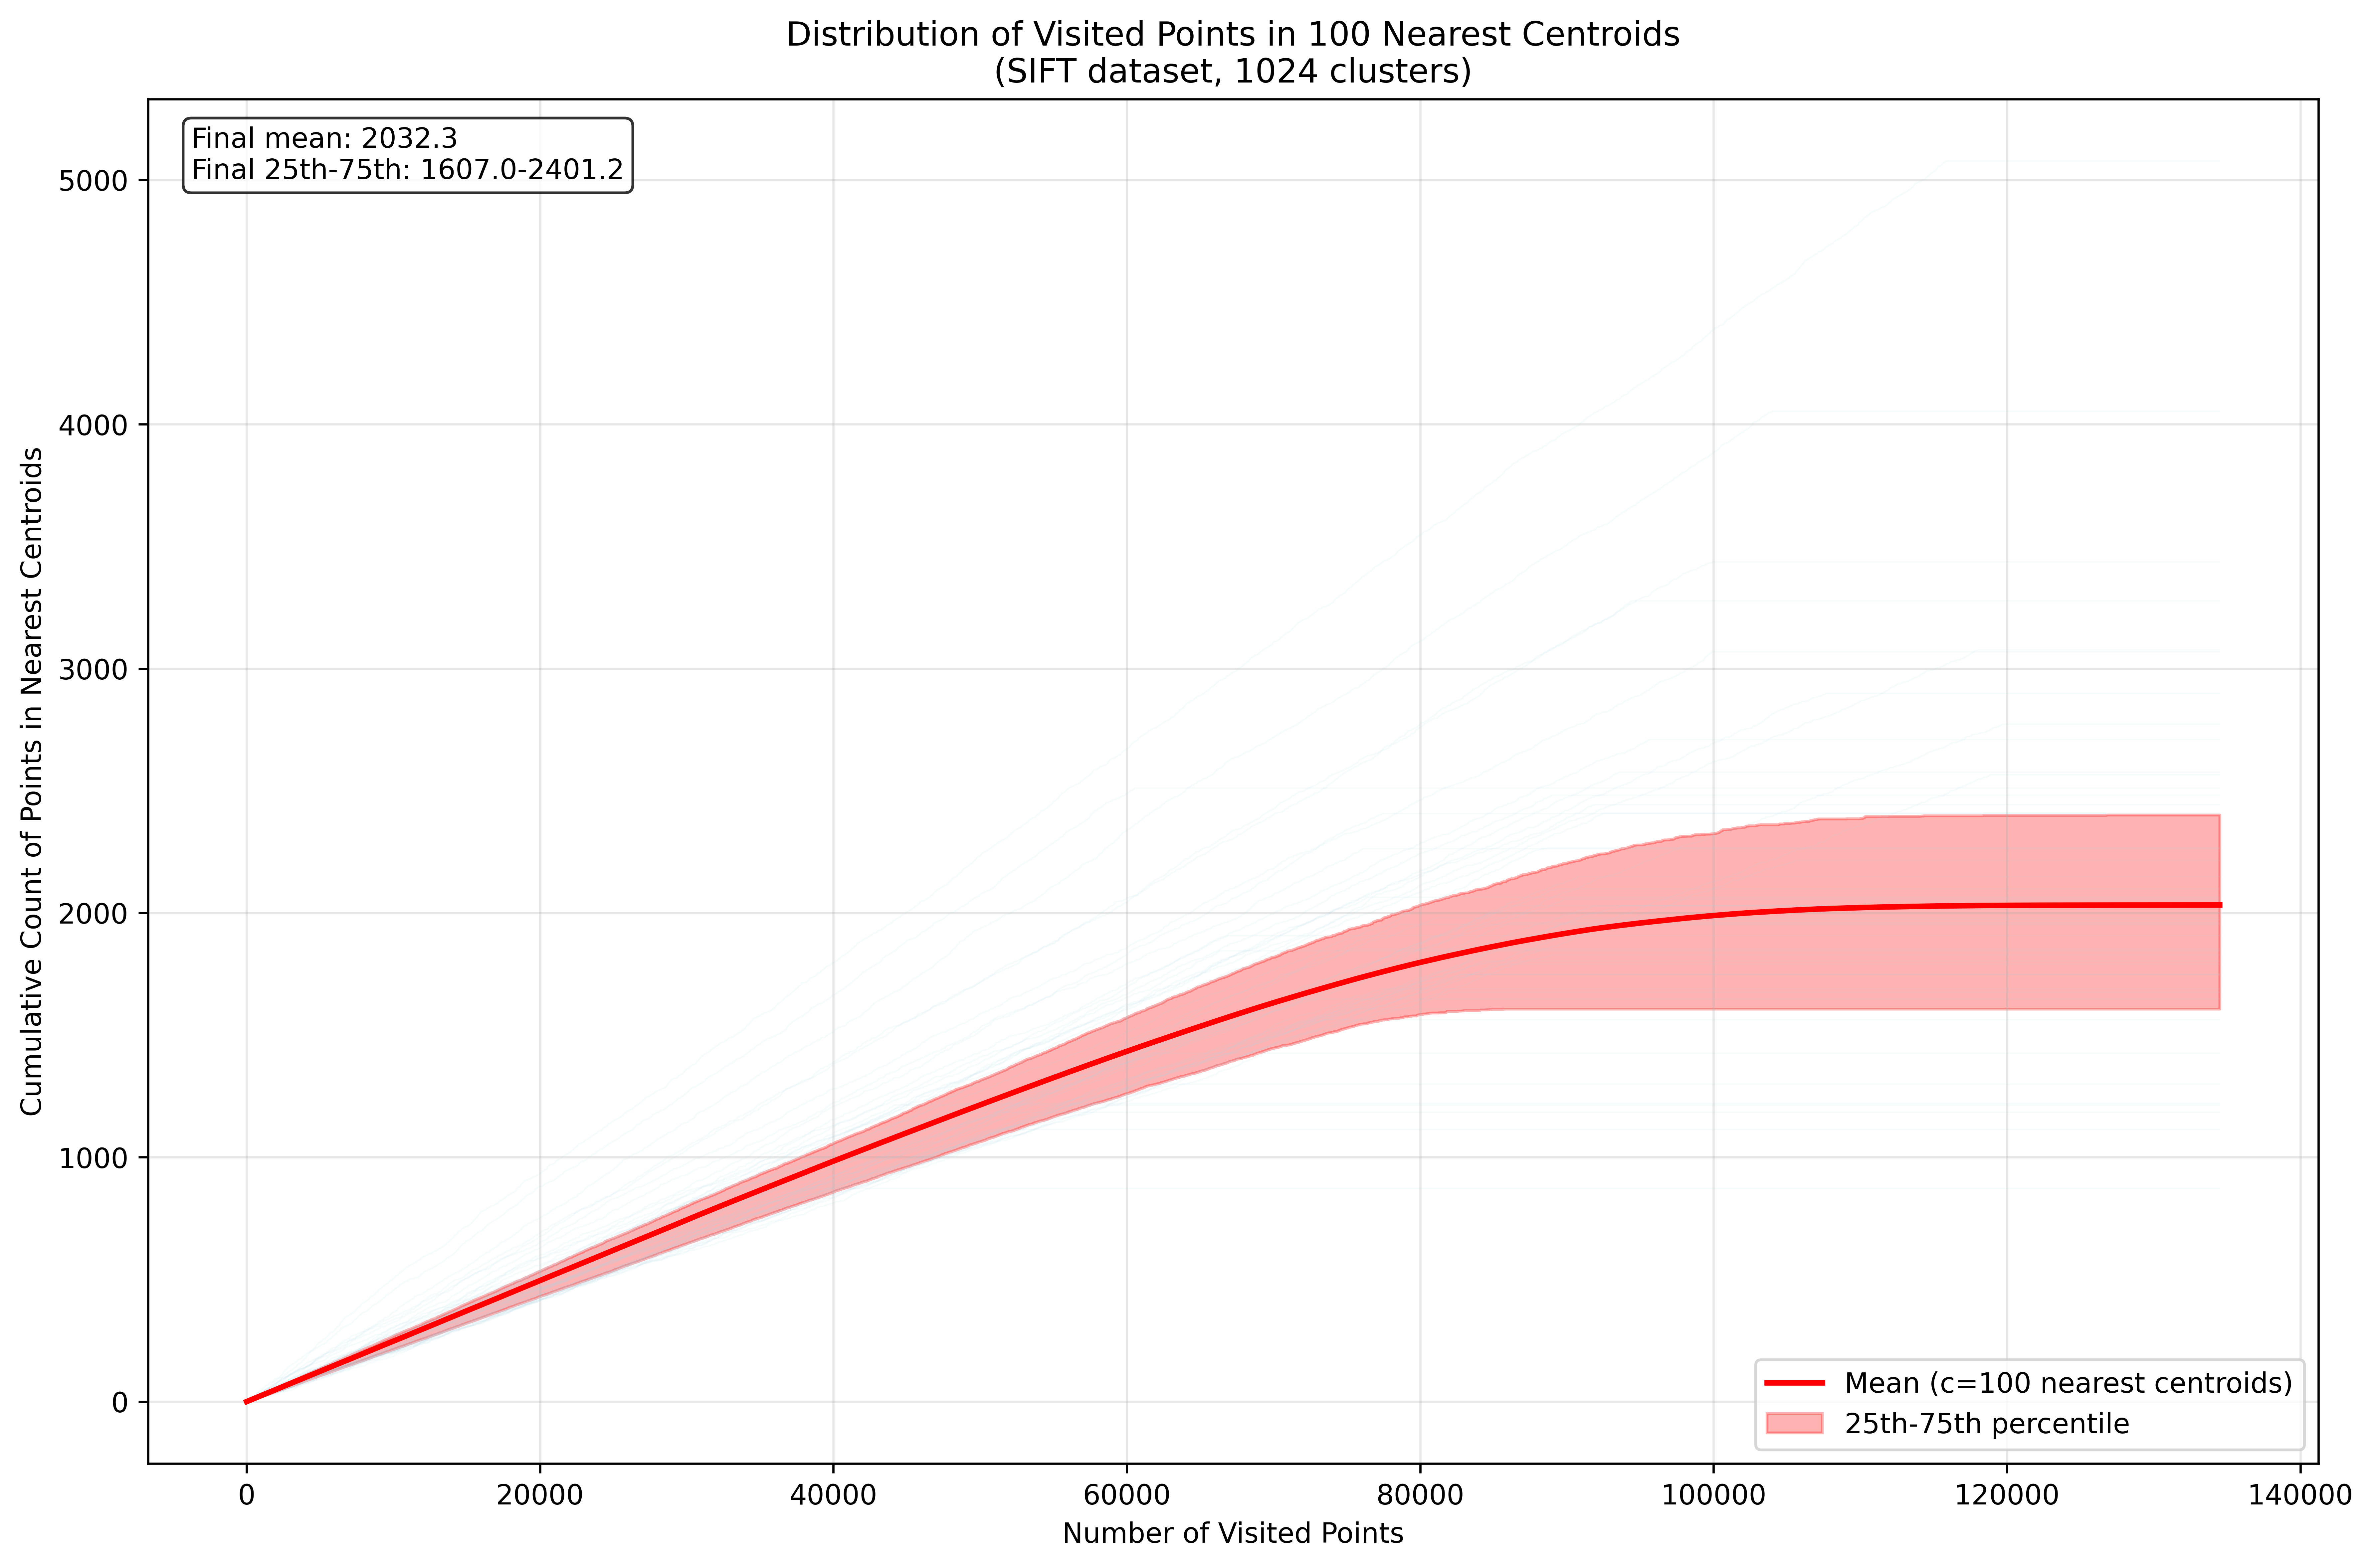 Distribution of Visited Points in 100 Nearest Centroids
(SIFT dataset, 1024 clusters)
Final mean: 2032.3
Final 25th-75th: 1607.0-2401.2
Cumulative Count of Points in Nearest Centroids
5000
4000
3000
2000
1000
0
Mean (c=100 nearest centroids)
25th-75th percentile
0
20000
40000
60000
80000
100000
120000
140000
Number of Visited Points